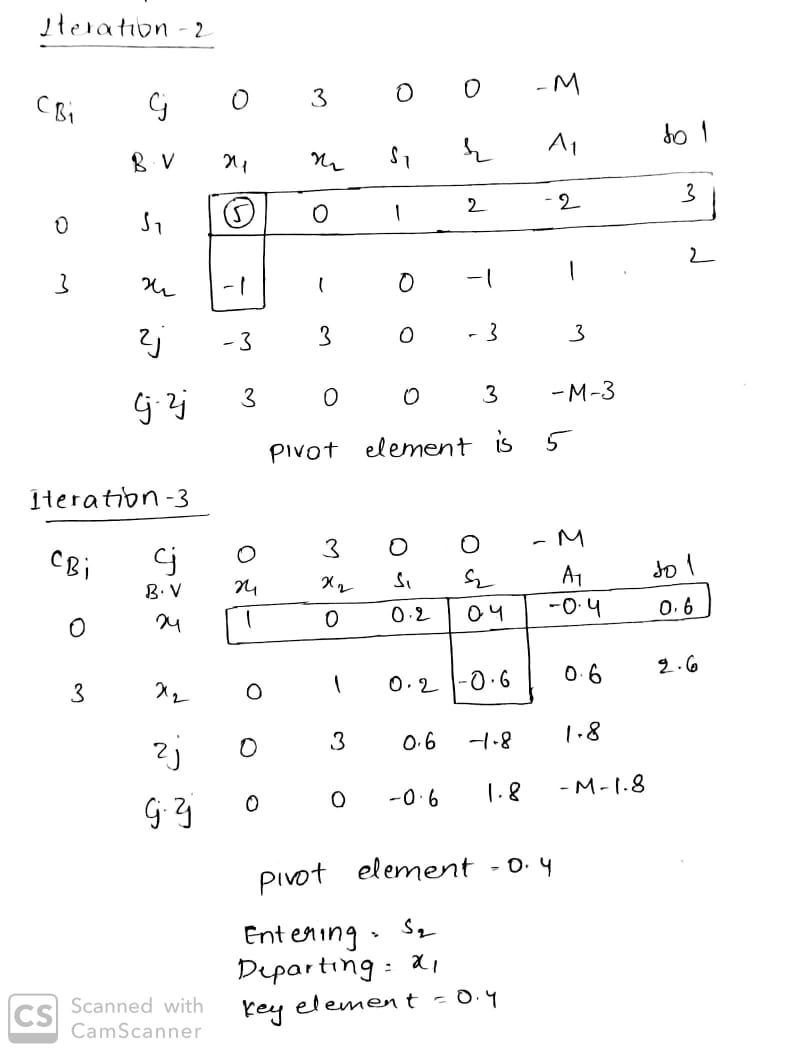 Iteration-2
CBi Cj 0 3 0 0 -M
B.V x1 x2 S1 S2 A1 Sol
0 S1 5 0 1 2 -2 3
3 x2 -1 1 0 -1 1 2
Zj -3 3 0 -3 3
Cj-Zj 3 0 0 3 -M-3
Pivot element is 5
Iteration-3
CBi Cj 0 3 0 0 -M
B.V x1 x2 S1 S2 A1 Sol
0 x1 1 0 0.2 0.4 -0.4 0.6
3 x2 0 1 0.2 -0.6 0.6 2.6
Zj 0 3 0.6 -1.8 1.8
Cj-Zj 0 0 -0.6 1.8 -M-1.8
Pivot element - 0.4
Entering = S2
Departing = x1
Key element = 0.4
CS Scanned with
CamScanner